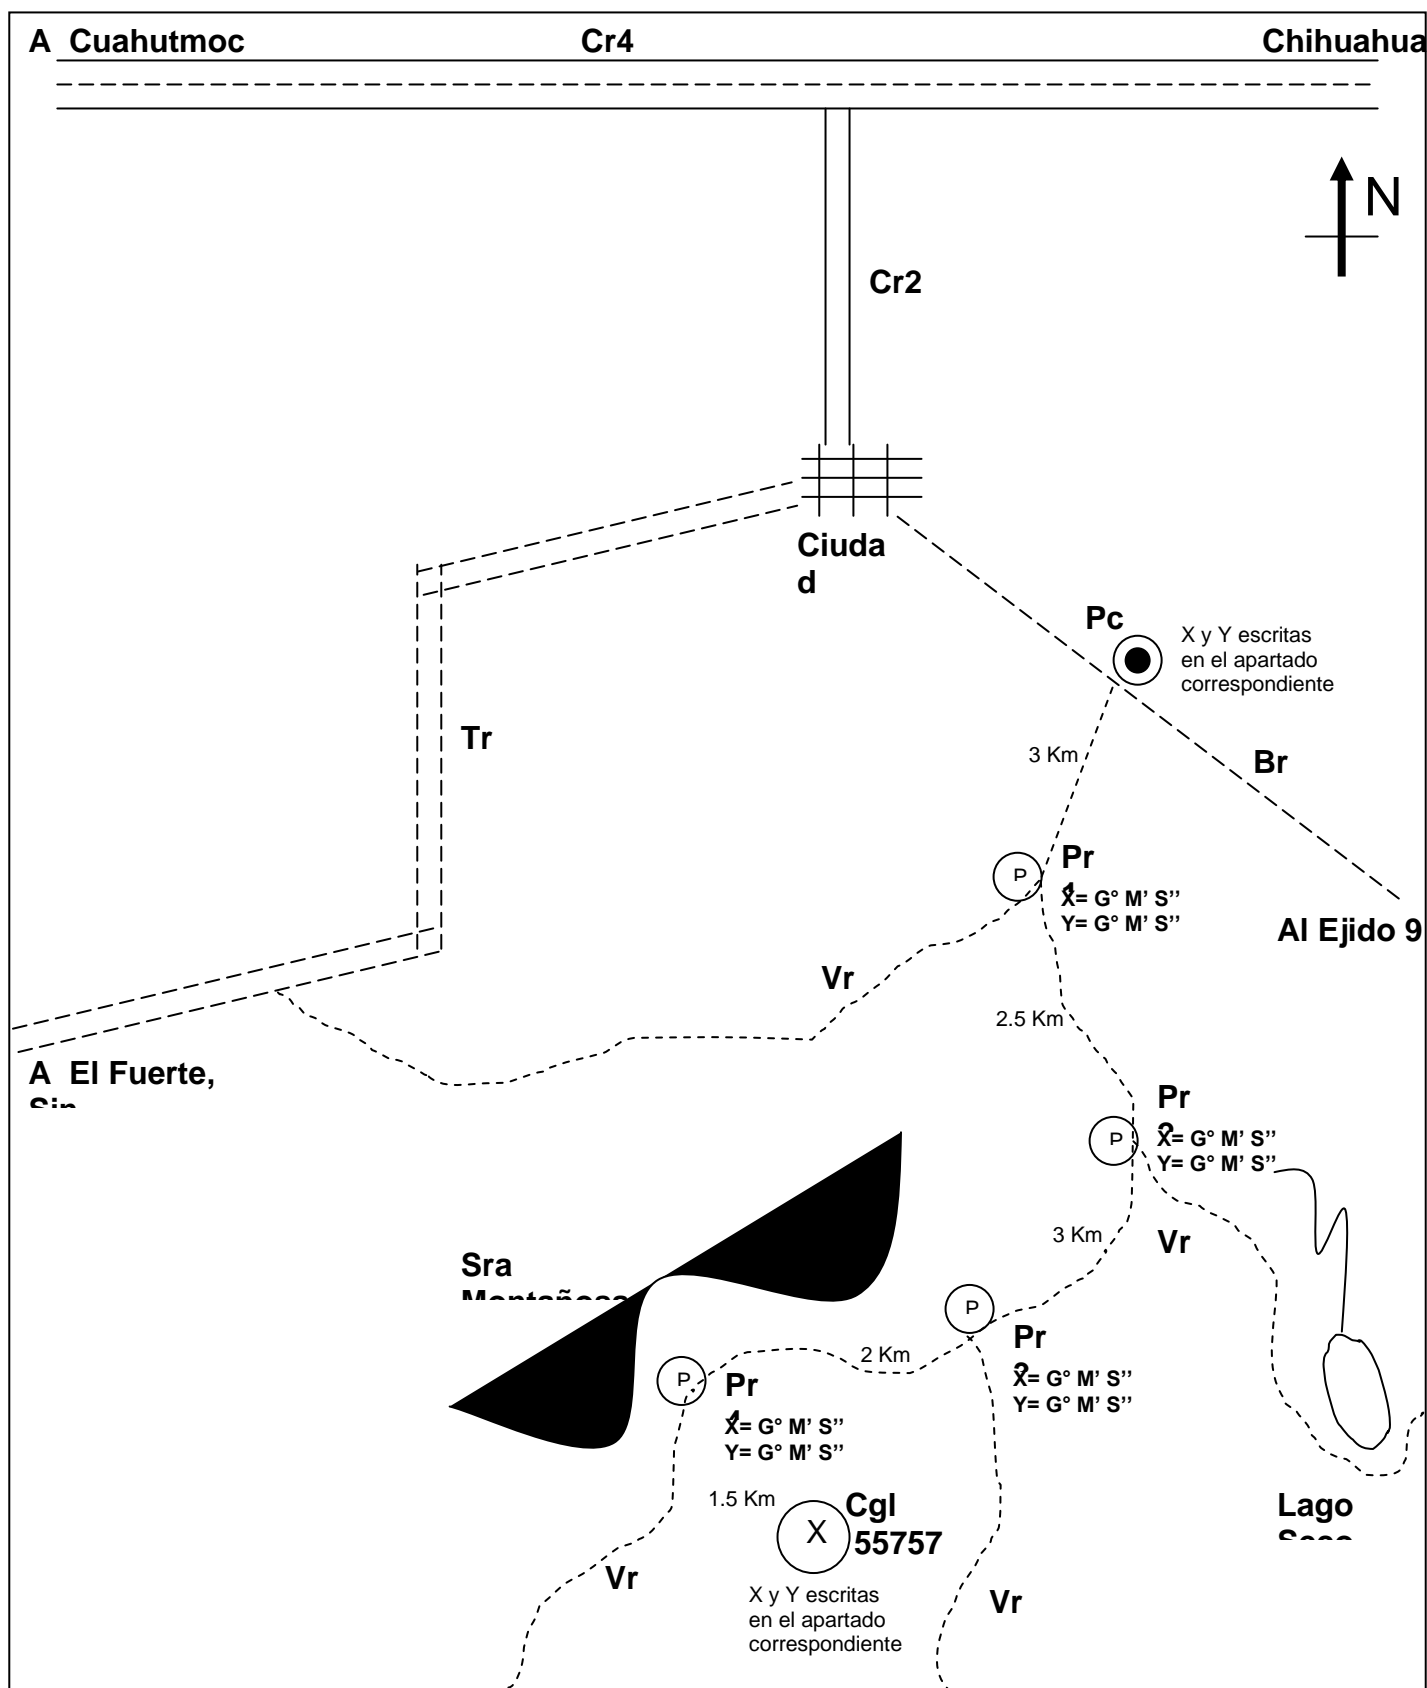 A Cuahutmoc Cr4 Chihuahua
N
Cr2
Ciuda
d
Pc
X y Y escritas
en el apartado
correspondiente
Tr
3 Km
Br
P
Pr
X= G° M’ S’’
Y= G° M’ S’’
Al Ejido 9
Vr
2.5 Km
A El Fuerte,
Pr
P
X= G° M’ S’’
Y= G° M’ S’’
3 Km
Vr
Sra
Montañosa
P
Pr
X= G° M’ S’’
Y= G° M’ S’’
2 Km
P
Pr
X= G° M’ S’’
Y= G° M’ S’’
1.5 Km
Cgl
X
55757
Lago
Vr
X y Y escritas
en el apartado
correspondiente
Vr